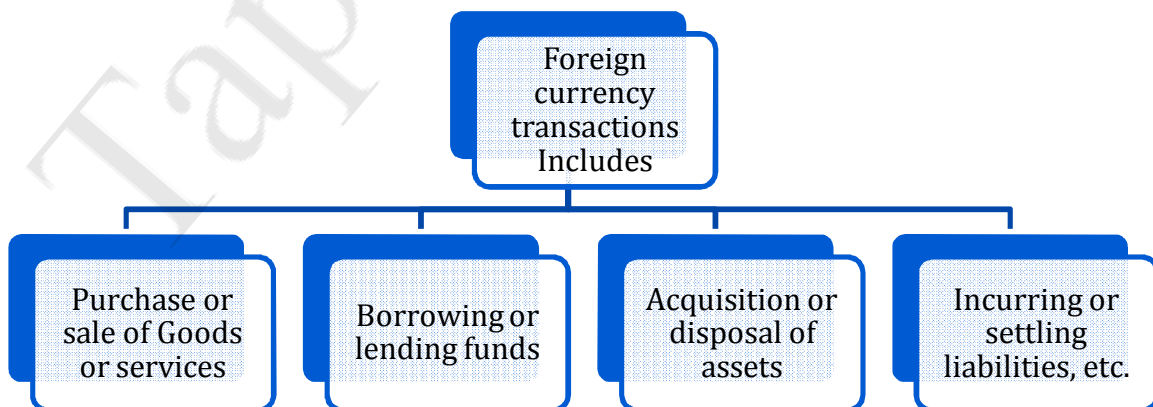 Foreign
currency
transactions
Includes
Purchase or
sale of Goods
or services
Borrowing or
lending funds
Acquisition or
disposal of
assets
Incurring or
settling
liabilities, etc.
Tap